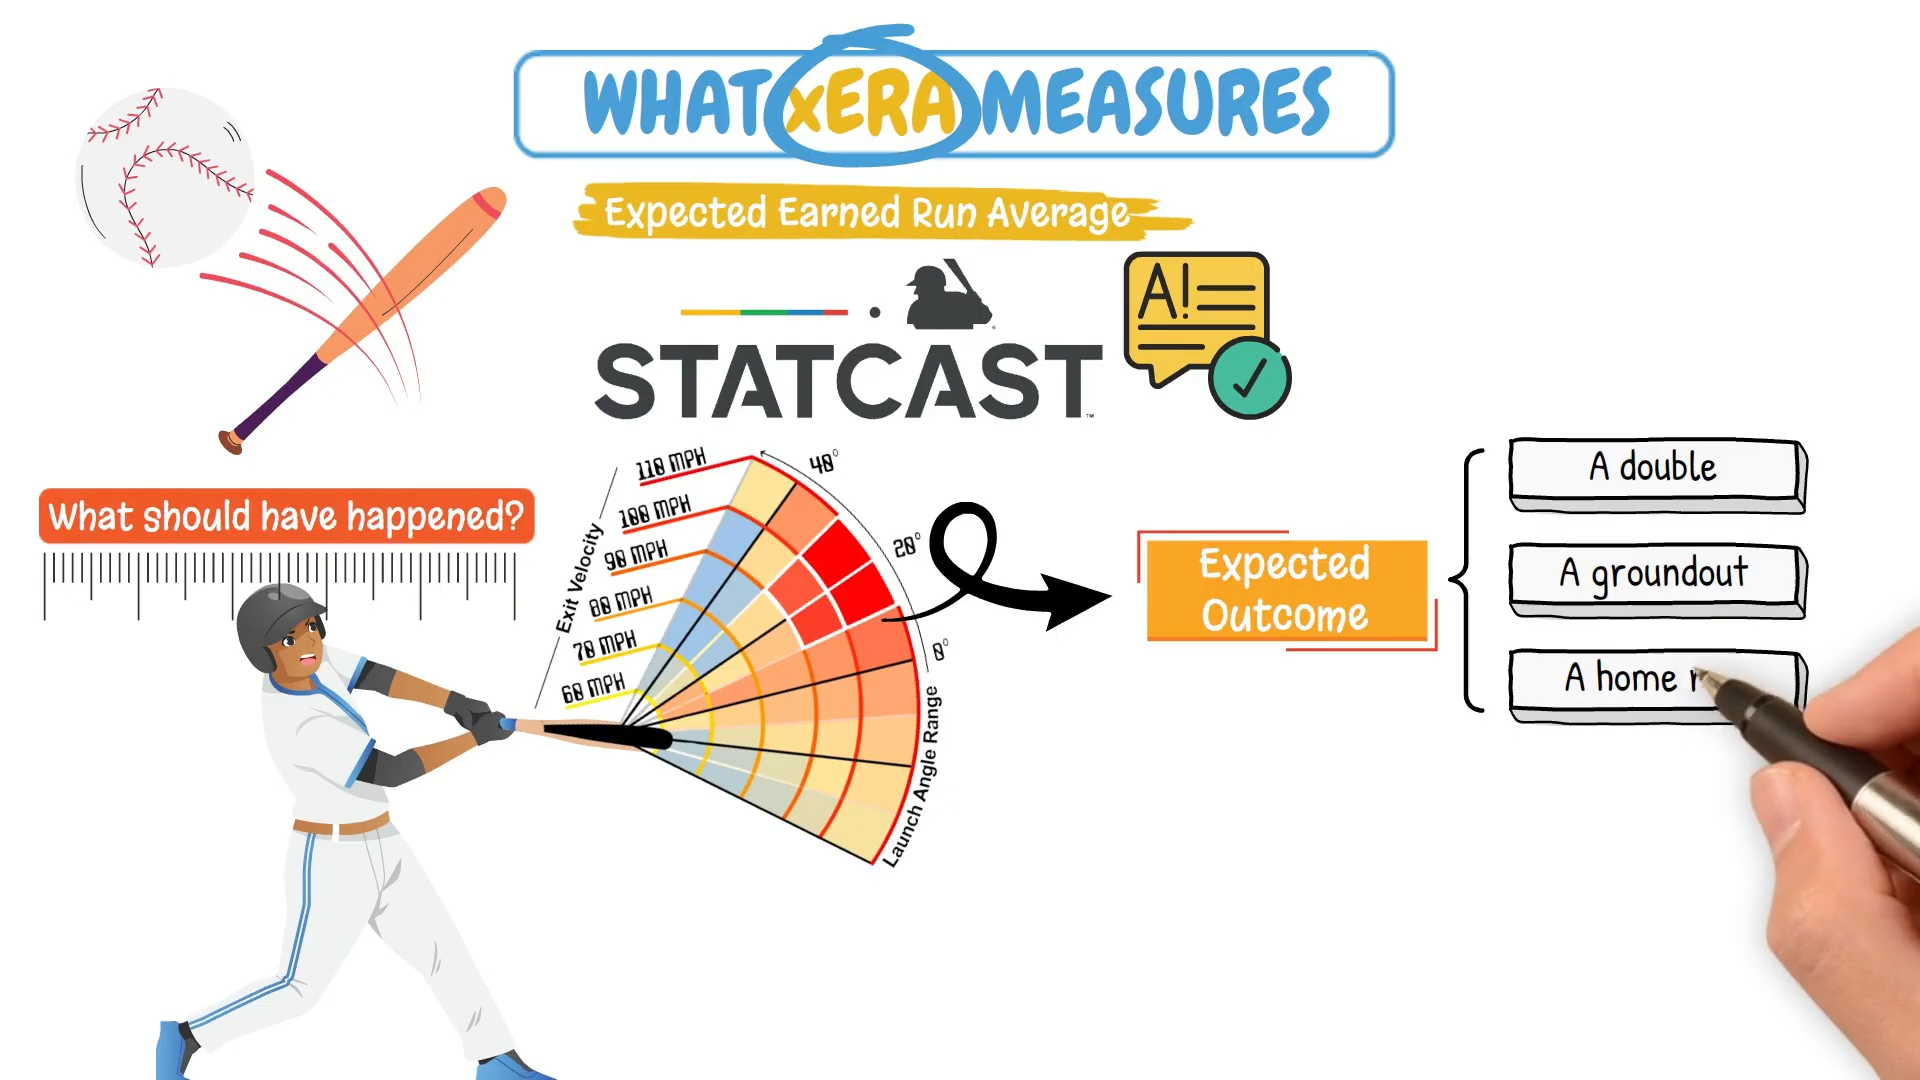 WHAT xERA MEASURES
Expected Earned Run Average
A!
STATCAST™
What should have happened?
Exit Velocity
110 MPH
100 MPH
90 MPH
80 MPH
70 MPH
60 MPH
40°
20°
0°
Launch Angle Range
Expected
Outcome
A double
A groundout
A home r